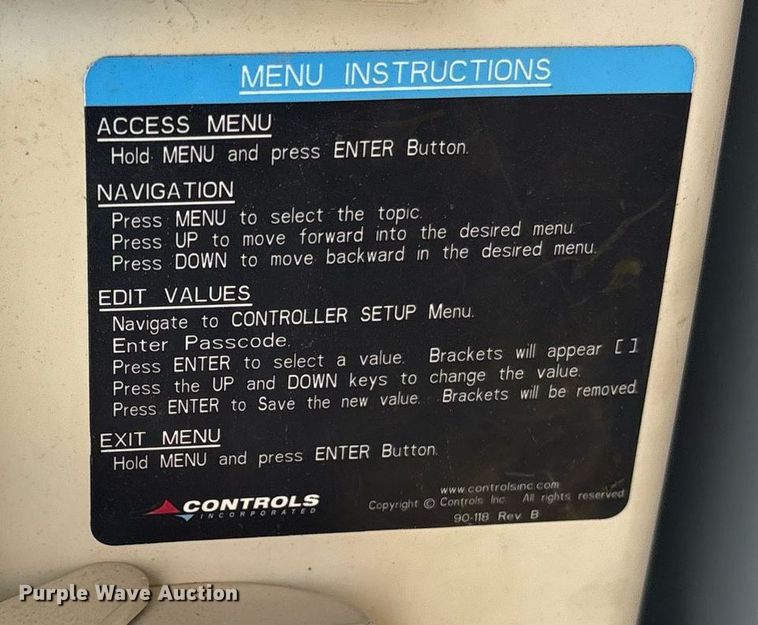 MENU INSTRUCTIONS
ACCESS MENU
Hold MENU and press ENTER Button.
NAVIGATION
Press MENU to select the topic.
Press UP to move forward into the desired menu.
Press DOWN to move backward in the desired menu.
EDIT VALUES
Navigate to CONTROLLER SETUP Menu.
Enter Passcode.
Press ENTER to select a value. Brackets will appear [ ]
Press the UP and DOWN keys to change the value.
Press ENTER to Save the new value. Brackets will be removed.
EXIT MENU
Hold MENU and press ENTER Button.
CONTROLS
INCORPORATED
www.controlsinc.com
Copyright © Controls Inc. All rights reserved
90-118 Rev B
Purple Wave Auction